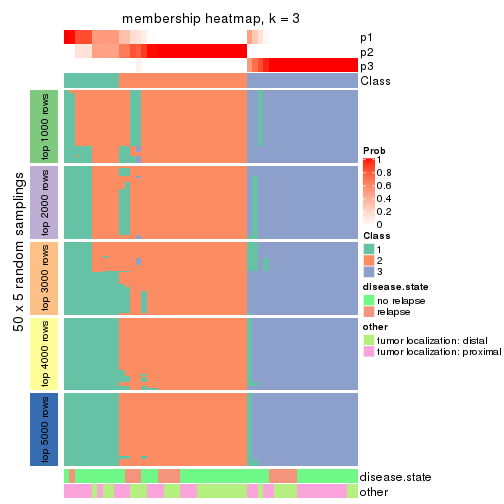 membership heatmap, k = 3
p1
p2
p3
Class
50 x 5 random samplings
top 1000 rows
top 2000 rows
top 3000 rows
top 4000 rows
top 5000 rows
Prob
1
0.8
0.6
0.4
0.2
0
Class
1
2
3
disease.state
no relapse
relapse
other
tumor localization: distal
tumor localization: proximal
disease.state
other